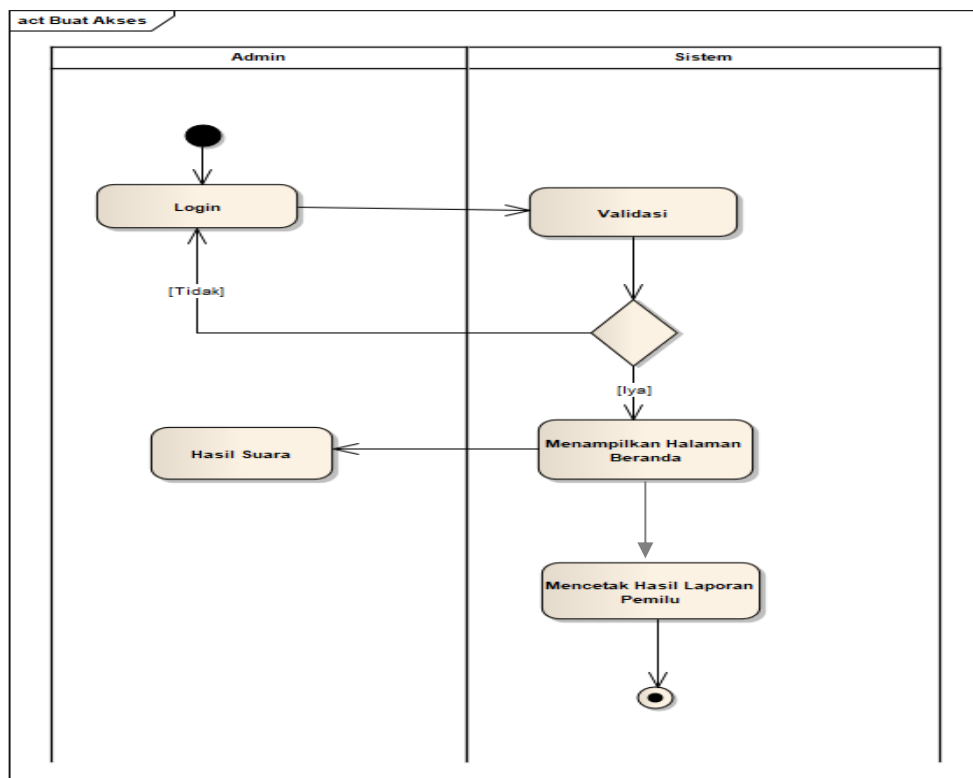 act Buat Akses
Admin
Sistem
Login
Validasi
[Tidak]
[Iya]
Hasil Suara
Menampilkan Halaman
Beranda
Mencetak Hasil Laporan
Pemilu